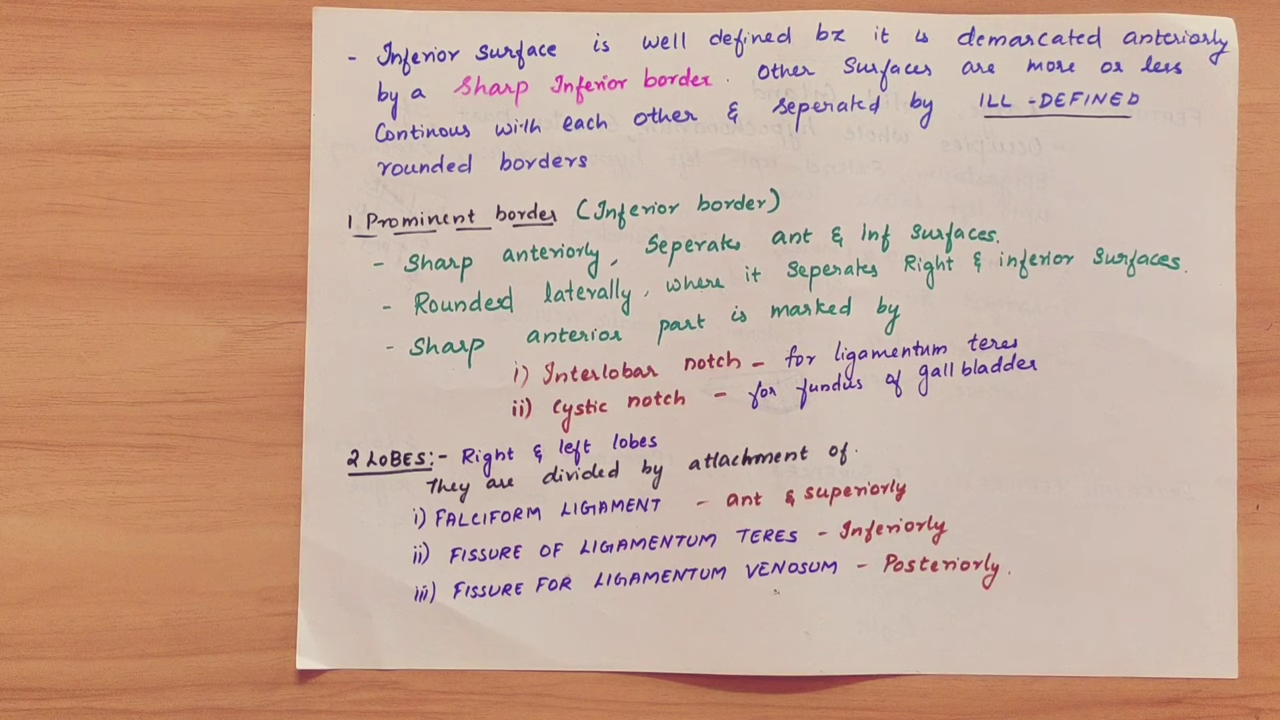 - Inferior surface is well defined bz it is demarcated anteriorly
by a Sharp Inferior border. Other Surfaces are more or less
Continous with each other & seperated by ILL-DEFINED
rounded borders
1 Prominent border (Inferior border)
- Sharp anteriorly, Seperates ant & inf surfaces.
- Rounded laterally, where it seperates Right & inferior surfaces.
- Sharp anterior part is marked by
i) Interlobar notch - for ligamentum teres
ii) Cystic notch - for fundus of gall bladder
2 LOBES:- Right & left lobes
They are divided by attachment of.
i) FALCIFORM LIGAMENT - ant & superiorly
ii) FISSURE OF LIGAMENTUM TERES - Inferiorly
iii) FISSURE FOR LIGAMENTUM VENOSUM - Posteriorly.